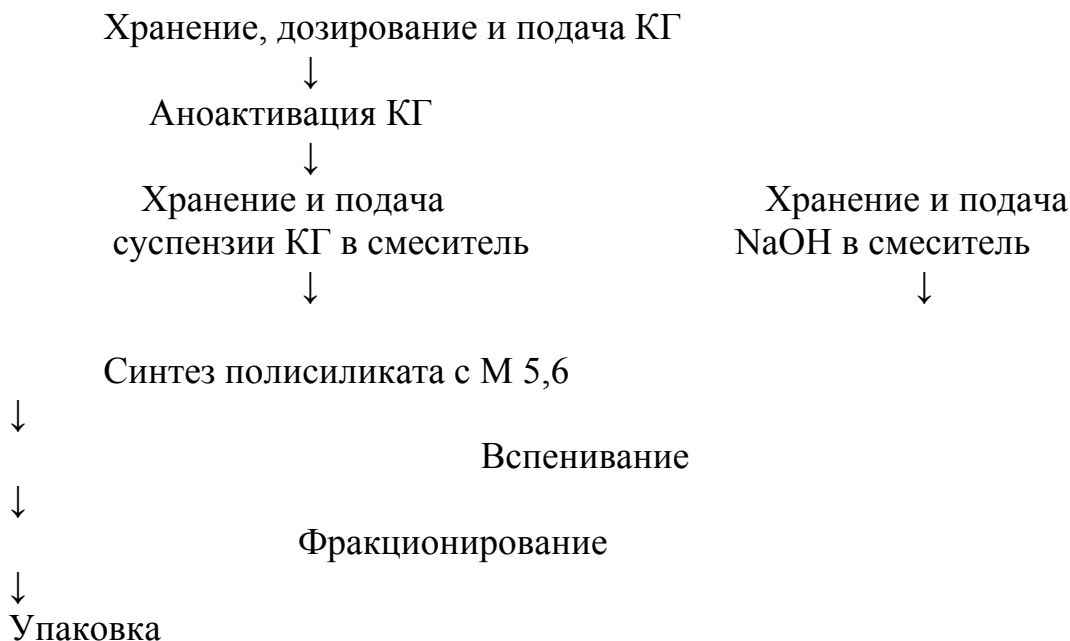 Хранение, дозирование и подача КГ
↓
Аноактивация КГ
↓
Хранение и подача Хранение и подача
суспензии КГ в смеситель NaOH в смеситель
↓ ↓
Синтез полисиликата с М 5,6
↓
Вспенивание
↓
Фракционирование
↓
Упаковка